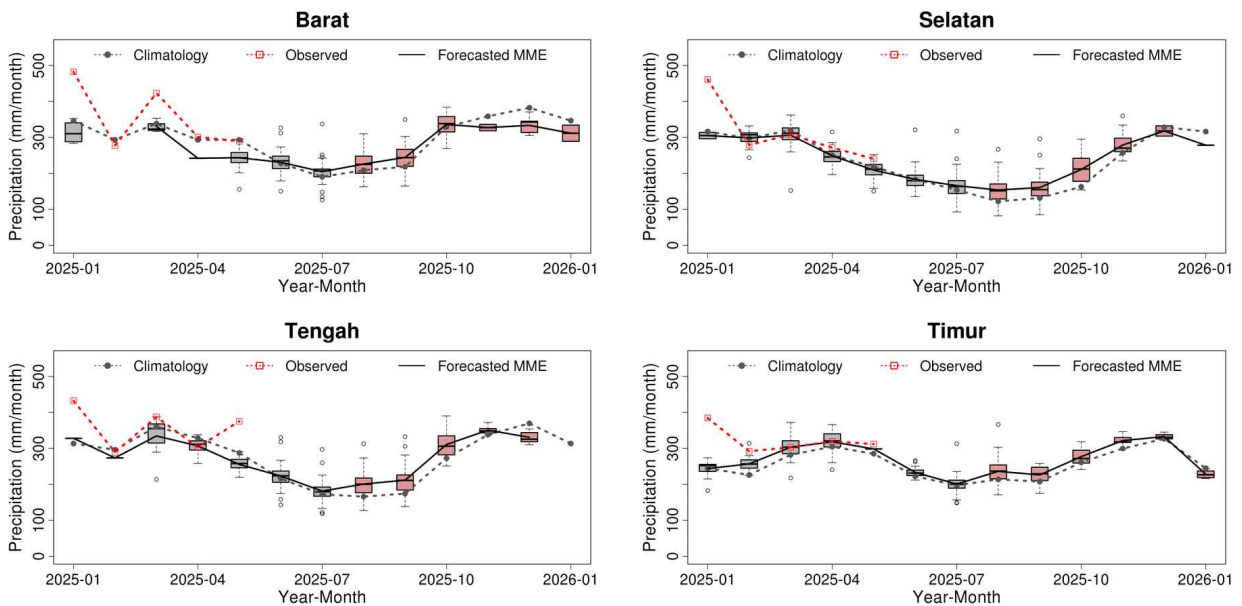 Barat
Climatology Observed Forecasted MME
Precipitation (mm/month)
500
300
100
0
2025-01 2025-04 2025-07 2025-10 2026-01
Year-Month
Selatan
Climatology Observed Forecasted MME
Precipitation (mm/month)
500
300
100
0
2025-01 2025-04 2025-07 2025-10 2026-01
Year-Month
Tengah
Climatology Observed Forecasted MME
Precipitation (mm/month)
500
300
100
0
2025-01 2025-04 2025-07 2025-10 2026-01
Year-Month
Timur
Climatology Observed Forecasted MME
Precipitation (mm/month)
500
300
100
0
2025-01 2025-04 2025-07 2025-10 2026-01
Year-Month